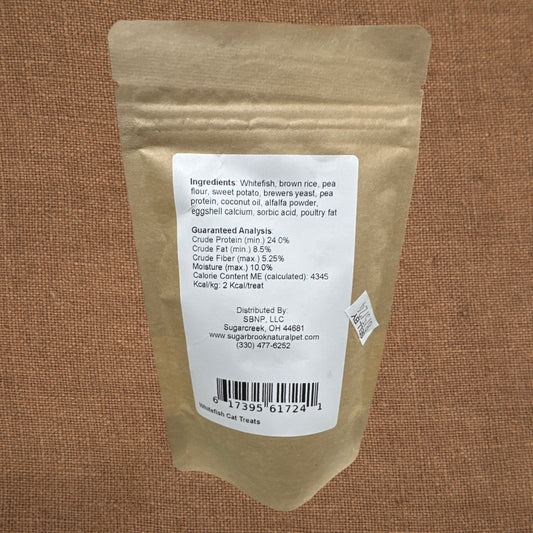 Ingredients: Whitefish, brown rice, pea
flour, sweet potato, brewers yeast, pea
protein, coconut oil, alfalfa powder,
eggshell calcium, sorbic acid, poultry fat
Guaranteed Analysis:
Crude Protein (min.) 24.0%
Crude Fat (min.) 8.5%
Crude Fiber (max.) 5.25%
Moisture (max.) 10.0%
Calorie Content ME (calculated): 4345
Kcal/kg: 2 Kcal/treat
Distributed By:
SBNP, LLC
Sugarcreek, OH 44681
www.sugarbrooknaturalpet.com
(330) 477-6252
6 17395 61724 1
Whitefish Cat Treats